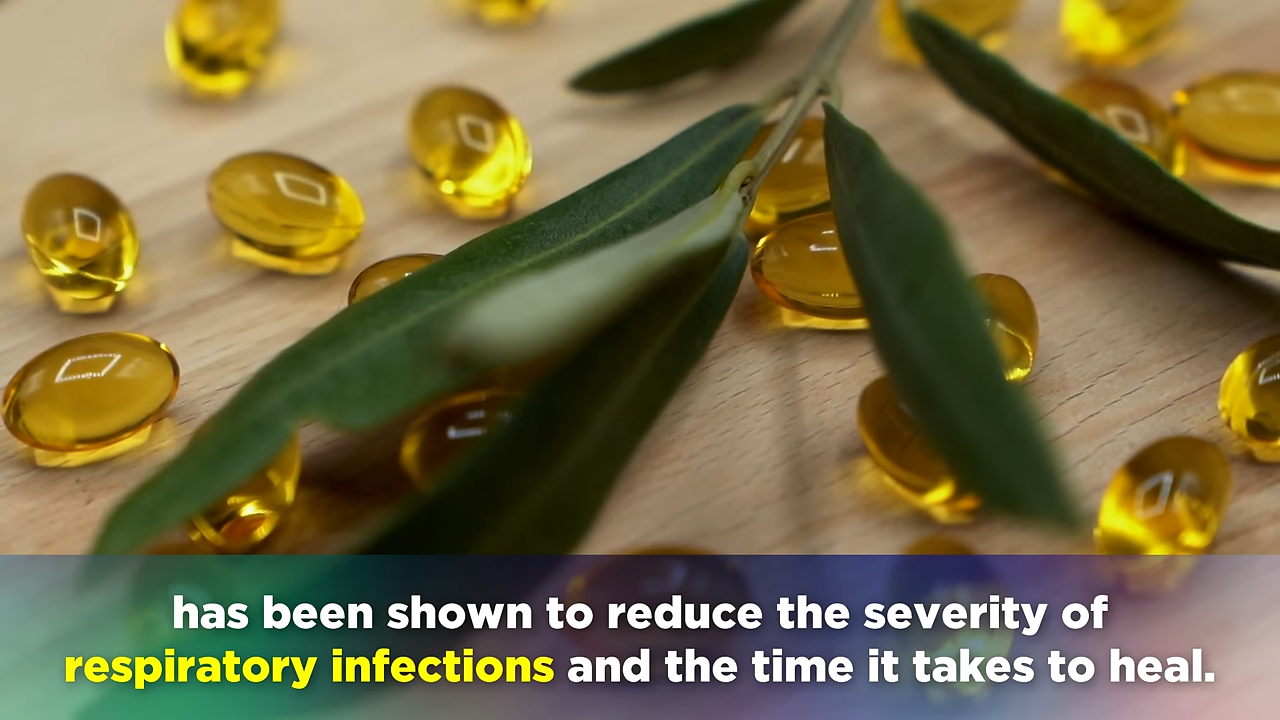 has been shown to reduce the severity of
respiratory infections and the time it takes to heal.